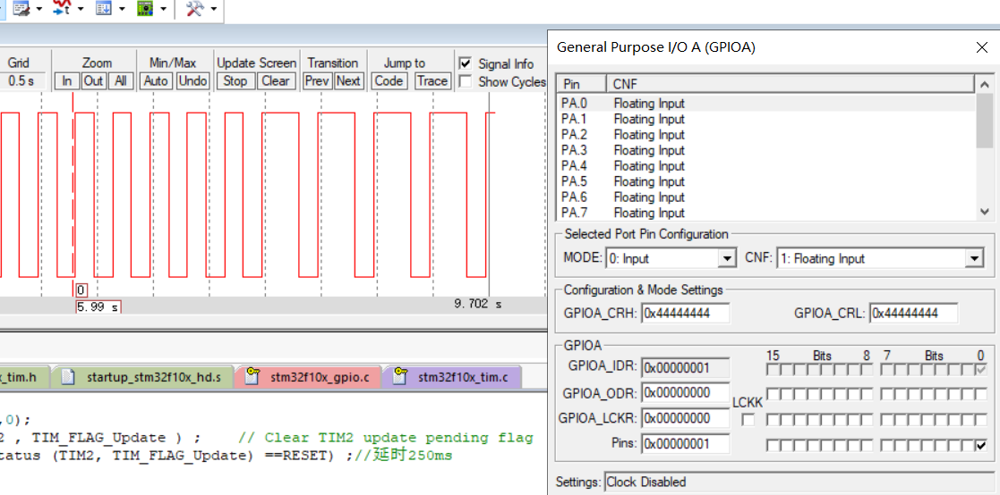 General Purpose I/O A (GPIOA)
Grid
0.5 s
Zoom
In Out All
Min/Max
Auto Undo
Update Screen
Stop Clear
Transition
Prev Next
Jump to
Code Trace
Signal Info
Show Cycles
0
5.99 s
9.702 s
Pin CNF
PA.0 Floating Input
PA.1 Floating Input
PA.2 Floating Input
PA.3 Floating Input
PA.4 Floating Input
PA.5 Floating Input
PA.6 Floating Input
PA.7 Floating Input
Selected Port Pin Configuration
MODE: 0: Input CNF: 1: Floating Input
Configuration & Mode Settings
GPIOA_CRH: 0x44444444 GPIOA_CRL: 0x44444444
GPIOA
15 Bits 8 7 Bits 0
GPIOA_IDR: 0x00000001
GPIOA_ODR: 0x00000000
LCKK
GPIOA_LCKR: 0x00000000
Pins: 0x00000001
Settings: Clock Disabled
_tim.h startup_stm32f10x_hd.s stm32f10x_gpio.c stm32f10x_tim.c
,0);
2 , TIM_FLAG_Update ) ; // Clear TIM2 update pending flag
tatus (TIM2, TIM_FLAG_Update) ==RESET) ;//延时250ms